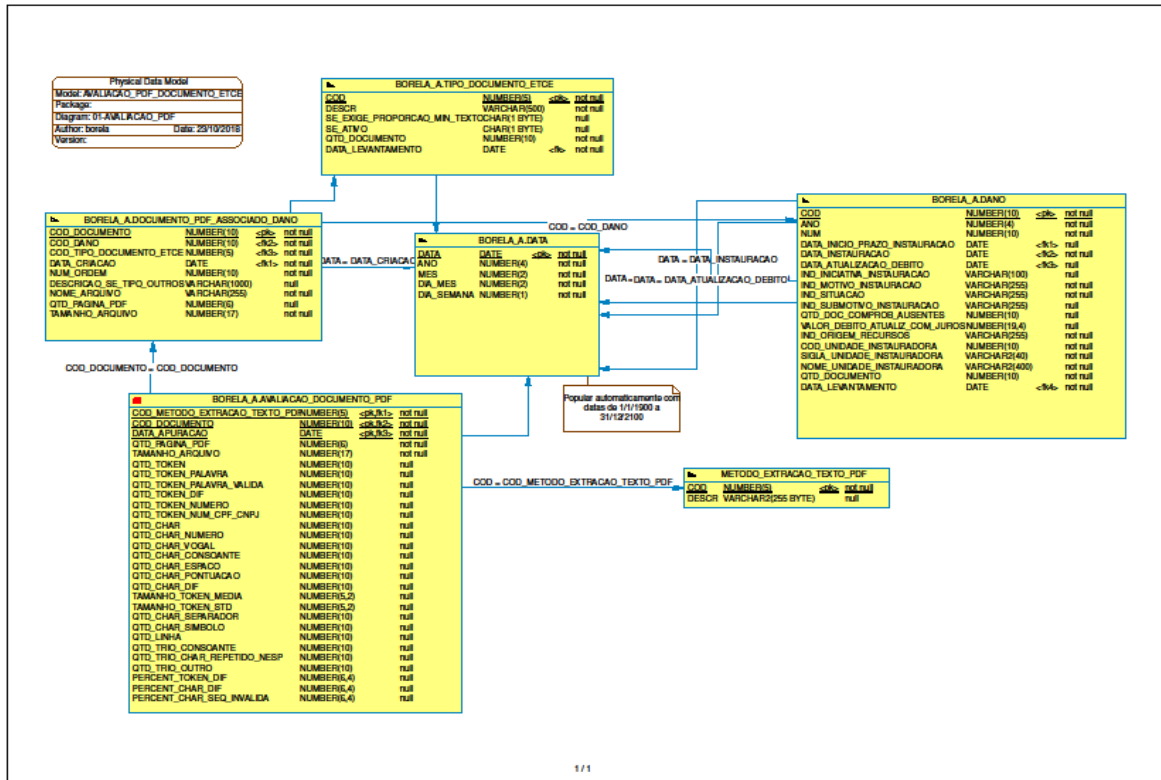 Physical Data Model
Model: AVALIACAO_PDF_DOCUMENTO_ETCE
Package:
Diagram: 01-AVALIACAO_PDF
Author: borela Date: 23/10/2018
Version:
BORELA_A.TIPO_DOCUMENTO_ETCE
COD NUMBER(5) <pk> not null
DESCR VARCHAR(500) not null
SE_EXIGE_PROPORCAO_MIN_TEXTO CHAR(1 BYTE) null
SE_ATIVO CHAR(1 BYTE) null
QTD_DOCUMENTO NUMBER(10) not null
DATA_LEVANTAMENTO DATE <fk> not null
BORELA_A.DOCUMENTO_PDF_ASSOCIADO_DANO
COD_DOCUMENTO NUMBER(10) <pk> not null
COD_DANO NUMBER(10) <fk2> not null
COD_TIPO_DOCUMENTO_ETCE NUMBER(5) <fk3> not null
DATA_CRIACAO DATE <fk1> not null
NUM_ORDEM NUMBER(10) not null
DESCRICAO_SE_TIPO_OUTROS VARCHAR(1000) null
NOME_ARQUIVO VARCHAR(255) not null
QTD_PAGINA_PDF NUMBER(6) null
TAMANHO_ARQUIVO NUMBER(17) not null
COD = COD_DANO
DATA = DATA_CRIACAO
BORELA_A.DATA
DATA DATE <pk> not null
ANO NUMBER(4) not null
MES NUMBER(2) not null
DIA_MES NUMBER(2) not null
DIA_SEMANA NUMBER(1) not null
DATA = DATA_INSTAURACAO
DATA = DATA = DATA_ATUALIZACAO_DEBITO
BORELA_A.DANO
COD NUMBER(10) <pk> not null
ANO NUMBER(4) not null
NUM NUMBER(10) not null
DATA_INICIO_PRAZO_INSTAURACAO DATE <fk1> null
DATA_INSTAURACAO DATE <fk2> not null
DATA_ATUALIZACAO_DEBITO DATE <fk3> null
IND_INICIATIVA_INSTAURACAO VARCHAR(100) null
IND_MOTIVO_INSTAURACAO VARCHAR(255) not null
IND_SITUACAO VARCHAR(255) not null
IND_SUBMOTIVO_INSTAURACAO VARCHAR(255) null
QTD_DOC_COMPROB_AUSENTES NUMBER(10) null
VALOR_DEBITO_ATUALIZ_COM_JUROS NUMBER(19,4) null
IND_ORIGEM_RECURSOS VARCHAR(255) not null
COD_UNIDADE_INSTAURADORA NUMBER(10) not null
SIGLA_UNIDADE_INSTAURADORA VARCHAR2(40) not null
NOME_UNIDADE_INSTAURADORA VARCHAR2(400) not null
QTD_DOCUMENTO NUMBER(10) not null
DATA_LEVANTAMENTO DATE <fk4> not null
COD_DOCUMENTO = COD_DOCUMENTO
Popular automaticamente com
datas de 1/1/1900 a
31/12/2100
BORELA_A.AVALIACAO_DOCUMENTO_PDF
COD_METODO_EXTRACAO_TEXTO_PDF NUMBER(5) <pk,fk1> not null
COD_DOCUMENTO NUMBER(10) <pk,fk2> not null
DATA_APURACAO DATE <pk,fk3> not null
QTD_PAGINA_PDF NUMBER(6) not null
TAMANHO_ARQUIVO NUMBER(17) not null
QTD_TOKEN NUMBER(10) null
QTD_TOKEN_PALAVRA NUMBER(10) null
QTD_TOKEN_PALAVRA_VALIDA NUMBER(10) null
QTD_TOKEN_DIF NUMBER(10) null
QTD_TOKEN_NUMERO NUMBER(10) null
QTD_TOKEN_NUM_CPF_CNPJ NUMBER(10) null
QTD_CHAR NUMBER(10) null
QTD_CHAR_NUMERO NUMBER(10) null
QTD_CHAR_VOGAL NUMBER(10) null
QTD_CHAR_CONSOANTE NUMBER(10) null
QTD_CHAR_ESPACO NUMBER(10) null
QTD_CHAR_PONTUACAO NUMBER(10) null
QTD_CHAR_DIF NUMBER(10) null
TAMANHO_TOKEN_MEDIA NUMBER(5,2) null
TAMANHO_TOKEN_STD NUMBER(5,2) null
QTD_CHAR_SEPARADOR NUMBER(10) null
QTD_CHAR_SIMBOLO NUMBER(10) null
QTD_LINHA NUMBER(10) null
QTD_TRIO_CONSOANTE NUMBER(10) null
QTD_TRIO_CHAR_REPETIDO_NESP NUMBER(10) null
QTD_TRIO_OUTRO NUMBER(10) null
PERCENT_TOKEN_DIF NUMBER(6,4) null
PERCENT_CHAR_DIF NUMBER(6,4) null
PERCENT_CHAR_SEQ_INVALIDA NUMBER(6,4) null
COD = COD_METODO_EXTRACAO_TEXTO_PDF
METODO_EXTRACAO_TEXTO_PDF
COD NUMBER(5) <pk> not null
DESCR VARCHAR2(255 BYTE) null
1 / 1